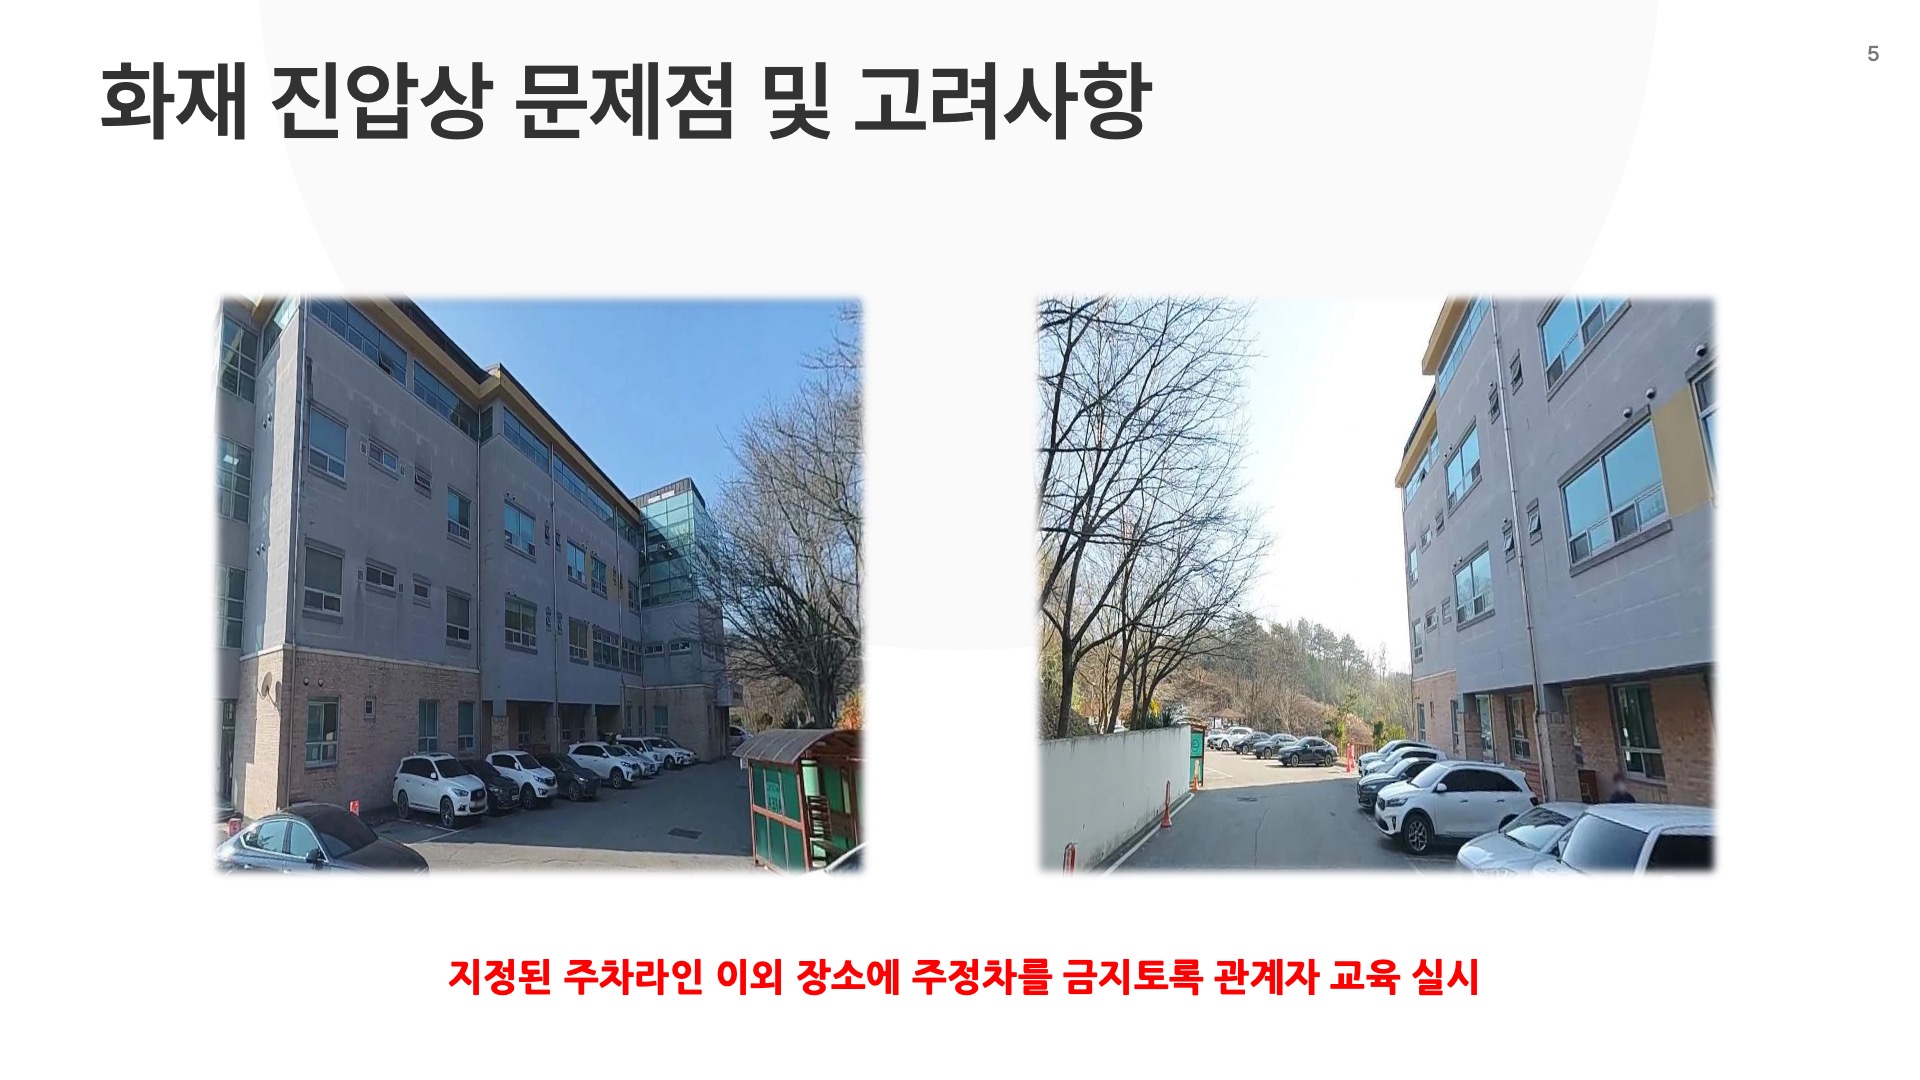 화재 진압상 문제점 및 고려사항
5
지정된 주차라인 이외 장소에 주정차를 금지토록 관계자 교육 실시